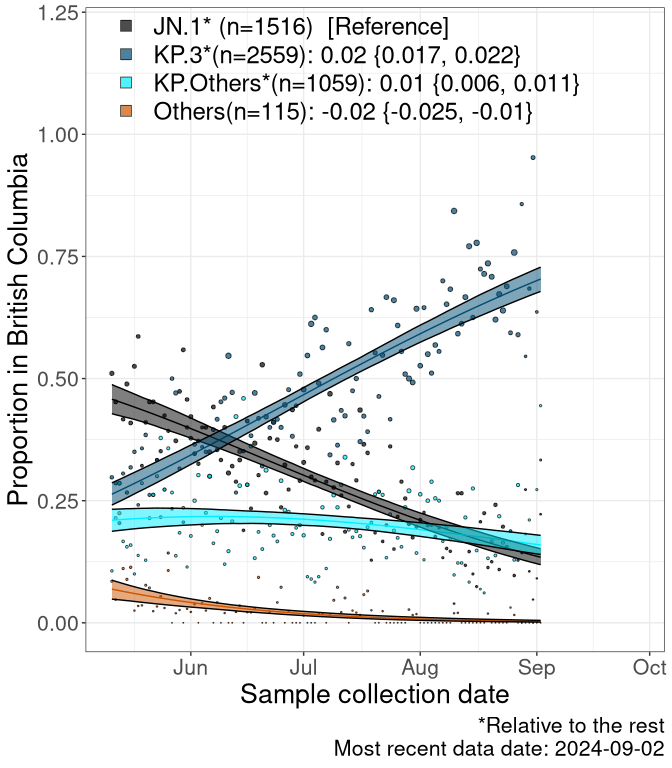 1.25
JN.1* (n=1516)  [Reference]
KP.3*(n=2559): 0.02 {0.017, 0.022}
KP.Others*(n=1059): 0.01 {0.006, 0.011}
Others(n=115): -0.02 {-0.025, -0.01}
1.00
0.75
0.50
0.25
0.00
Proportion in British Columbia
Jun Jul Aug Sep Oct
Sample collection date
*Relative to the rest
Most recent data date: 2024-09-02